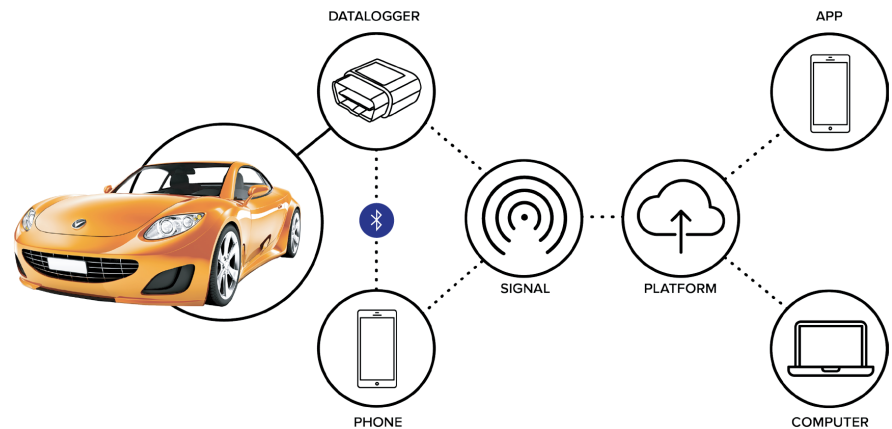 DATALOGGER
APP
SIGNAL
PLATFORM
PHONE
COMPUTER